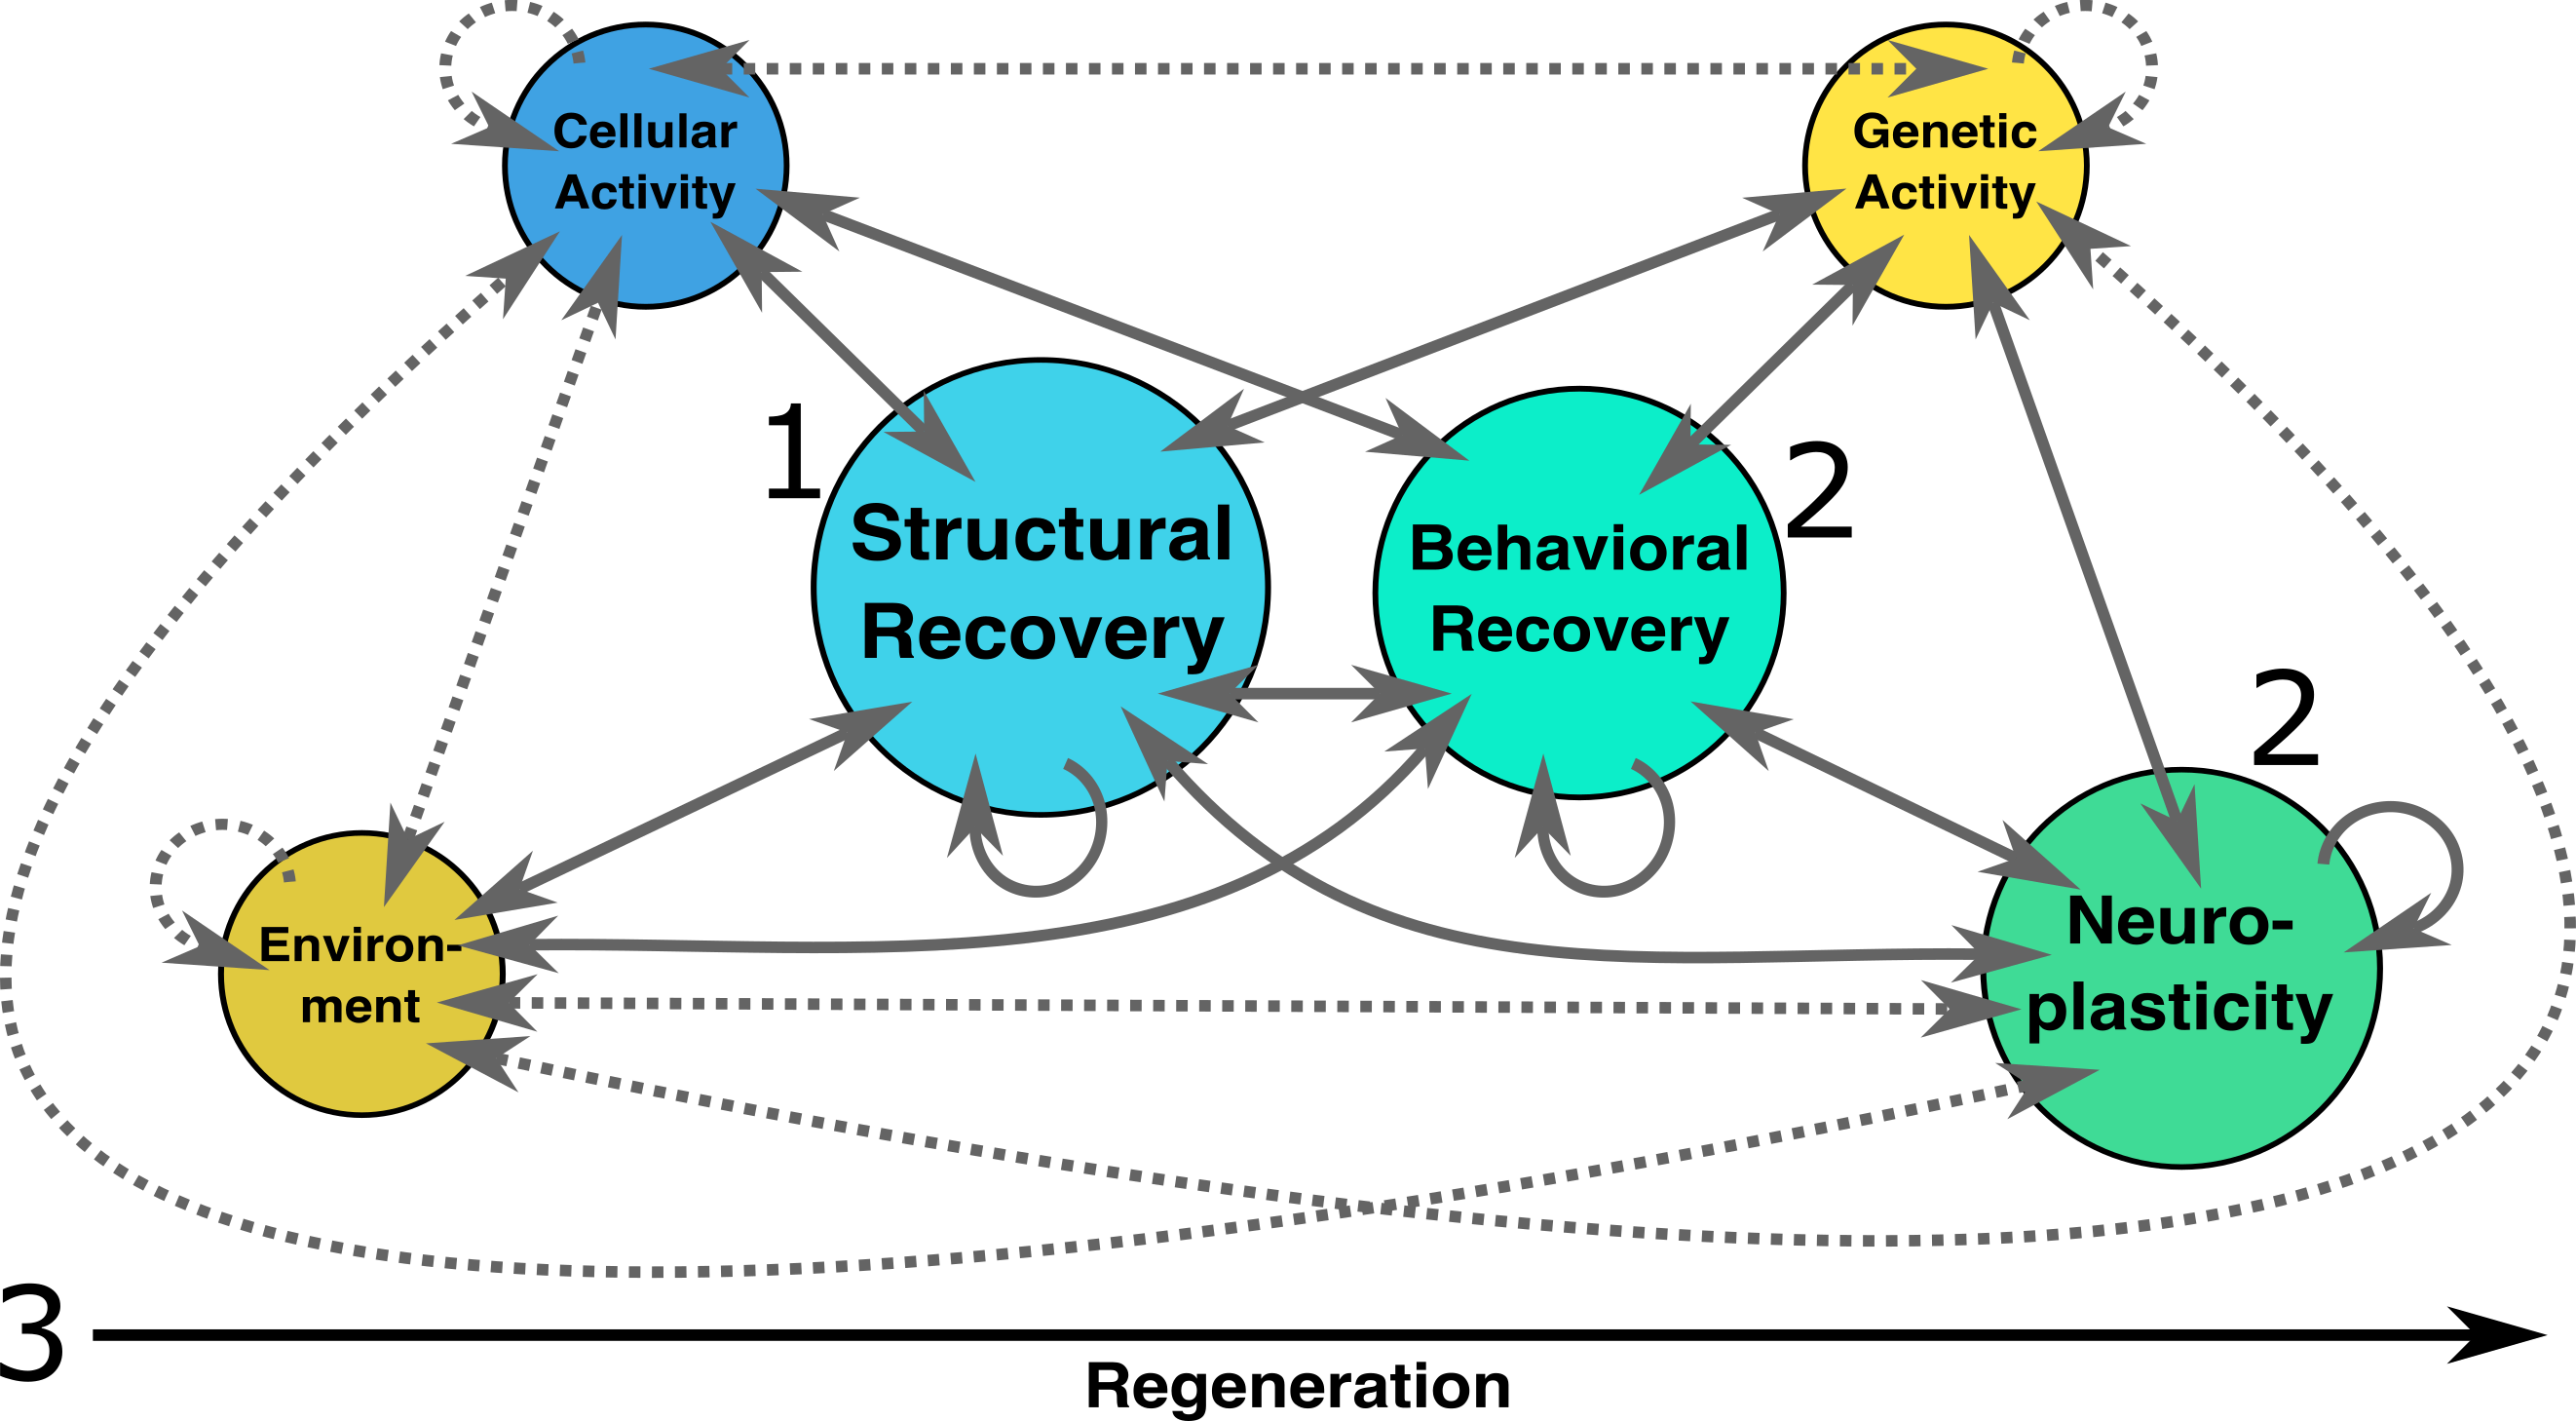 Cellular
Activity
Genetic
Activity
1
Structural
Recovery
Behavioral
Recovery
2
Environ-
ment
2
Neuro-
plasticity
3
Regeneration